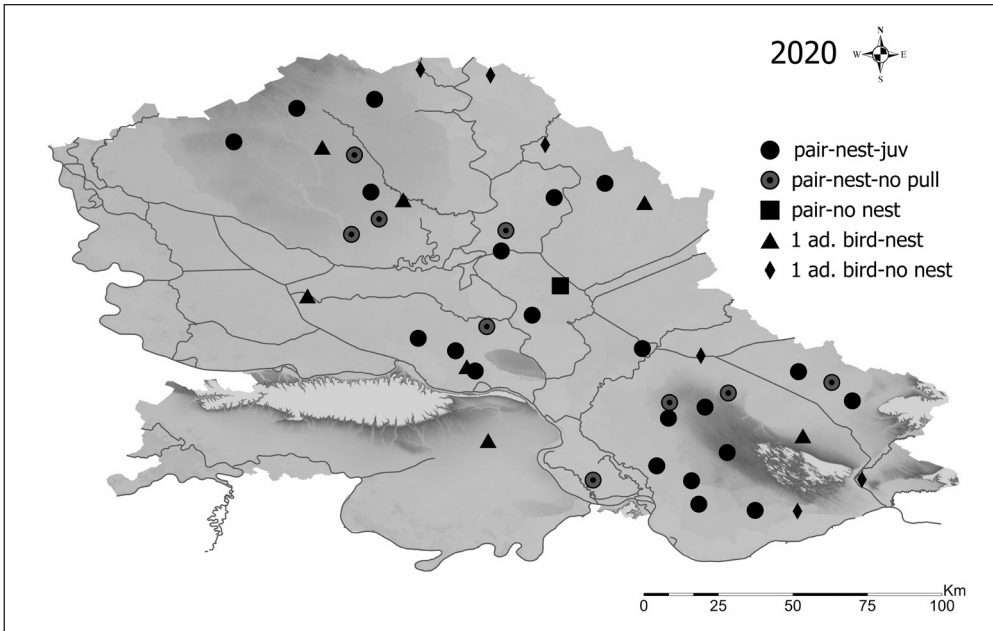 2020
N
W E
S
pair-nest-juv
pair-nest-no pull
pair-no nest
1 ad. bird-nest
1 ad. bird-no nest
Km
0 25 50 75 100